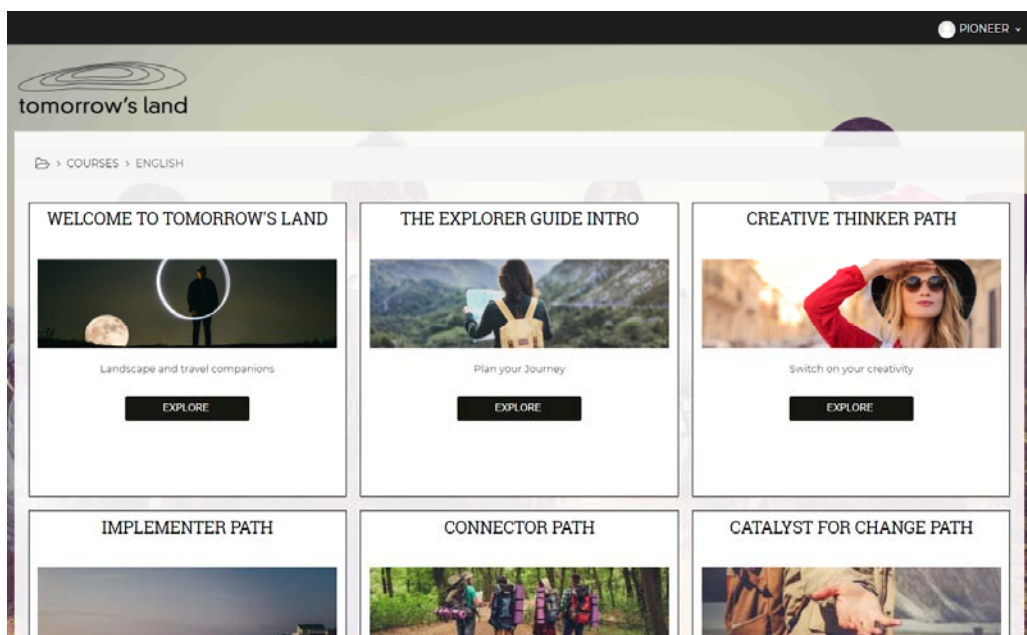 PIONEER
tomorrow's land
> COURSES > ENGLISH
WELCOME TO TOMORROW'S LAND
Landscape and travel companions
EXPLORE
THE EXPLORER GUIDE INTRO
Plan your Journey
EXPLORE
CREATIVE THINKER PATH
Switch on your creativity
EXPLORE
IMPLEMENTER PATH
CONNECTOR PATH
CATALYST FOR CHANGE PATH